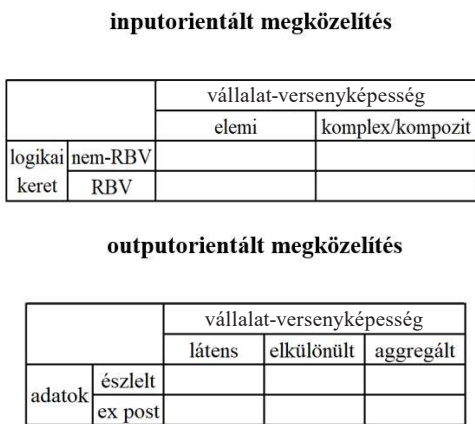 inputorientált megközelítés
vállalat-versenyképesség
elemi komplex/kompozit
logikai keret nem-RBV
RBV
outputorientált megközelítés
vállalat-versenyképesség
látens elkülönült aggregált
adatok észlelt
ex post